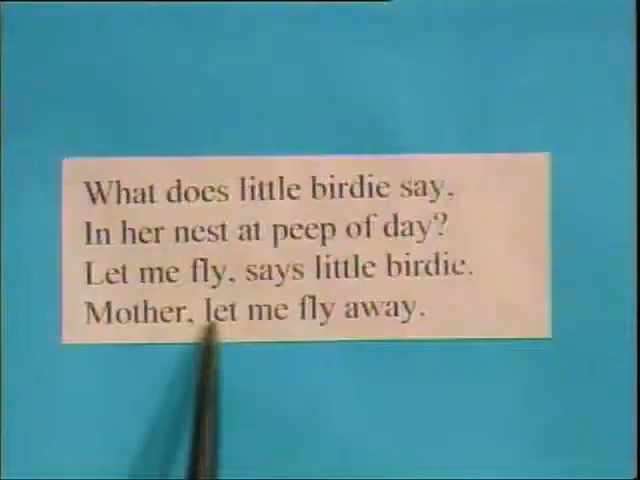 What does little birdie say,
In her nest at peep of day?
Let me fly, says little birdie.
Mother, let me fly away.